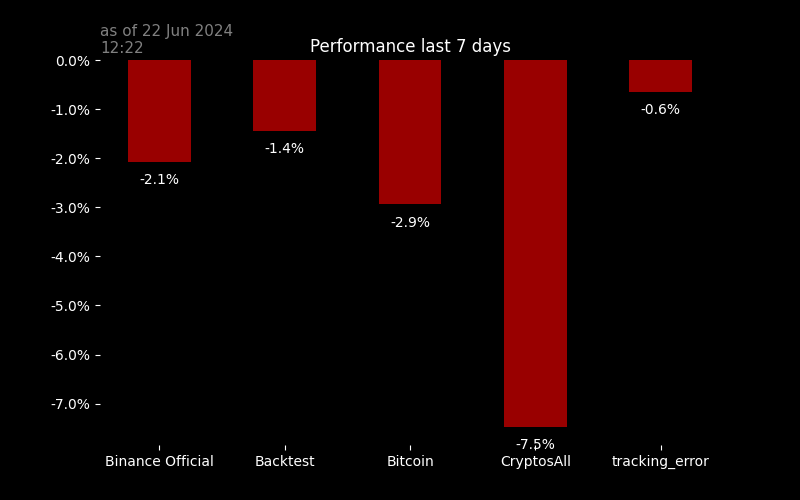 as of 22 Jun 2024
12:22
Performance last 7 days
0.0%
-1.0%
-2.0%
-3.0%
-4.0%
-5.0%
-6.0%
-7.0%
-2.1%
-1.4%
-2.9%
-7.5%
-0.6%
Binance Official
Backtest
Bitcoin
CryptosAll
tracking_error